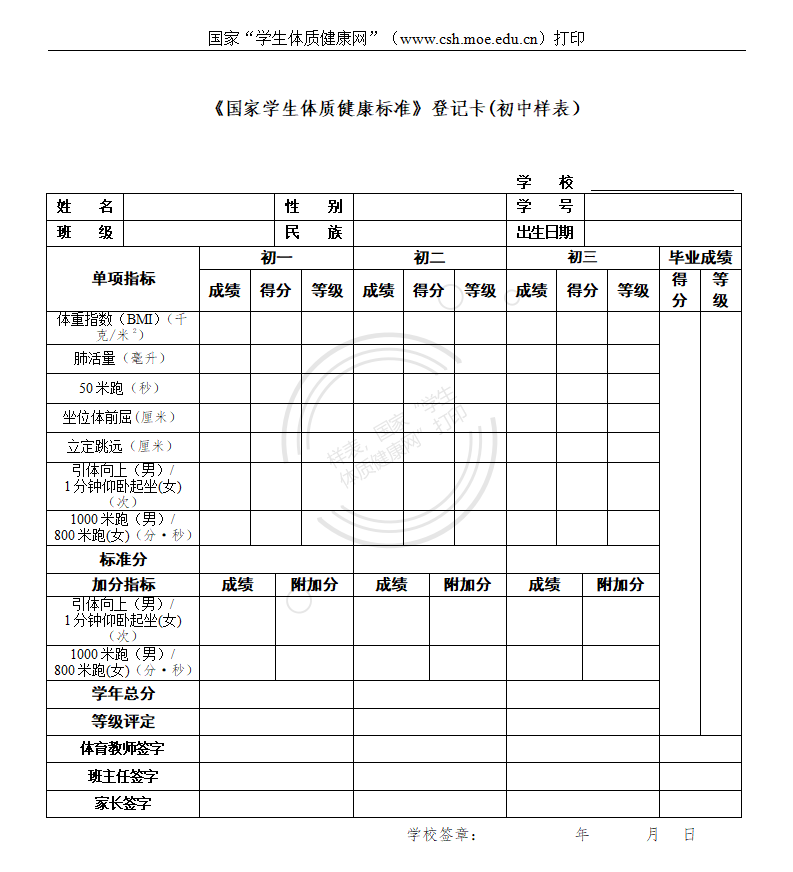 国家“学生体质健康网”（www.csh.moe.edu.cn）打印
《国家学生体质健康标准》登记卡(初中样表）
学 校
姓 名 性 别 学 号
班 级 民 族 出生日期
单项指标 初一 初二 初三 毕业成绩
成绩 得分 等级 成绩 得分 等级 成绩 得分 等级 得分 等级
体重指数（BMI）（千
克/米²）
肺活量（毫升）
50 米跑（秒）
坐位体前屈(厘米）
立定跳远（厘米）
引体向上（男）/
1 分钟仰卧起坐(女)
（次）
1000 米跑（男）/
800 米跑(女)（分·秒）
标准分
加分指标 成绩 附加分 成绩 附加分 成绩 附加分
引体向上（男）/
1 分钟仰卧起坐(女)
（次）
1000 米跑（男）/
800 米跑(女)（分·秒）
学年总分
等级评定
体育教师签字
班主任签字
家长签字
学校签章： 年 月 日
样表，国家“学生
体质健康网”打印